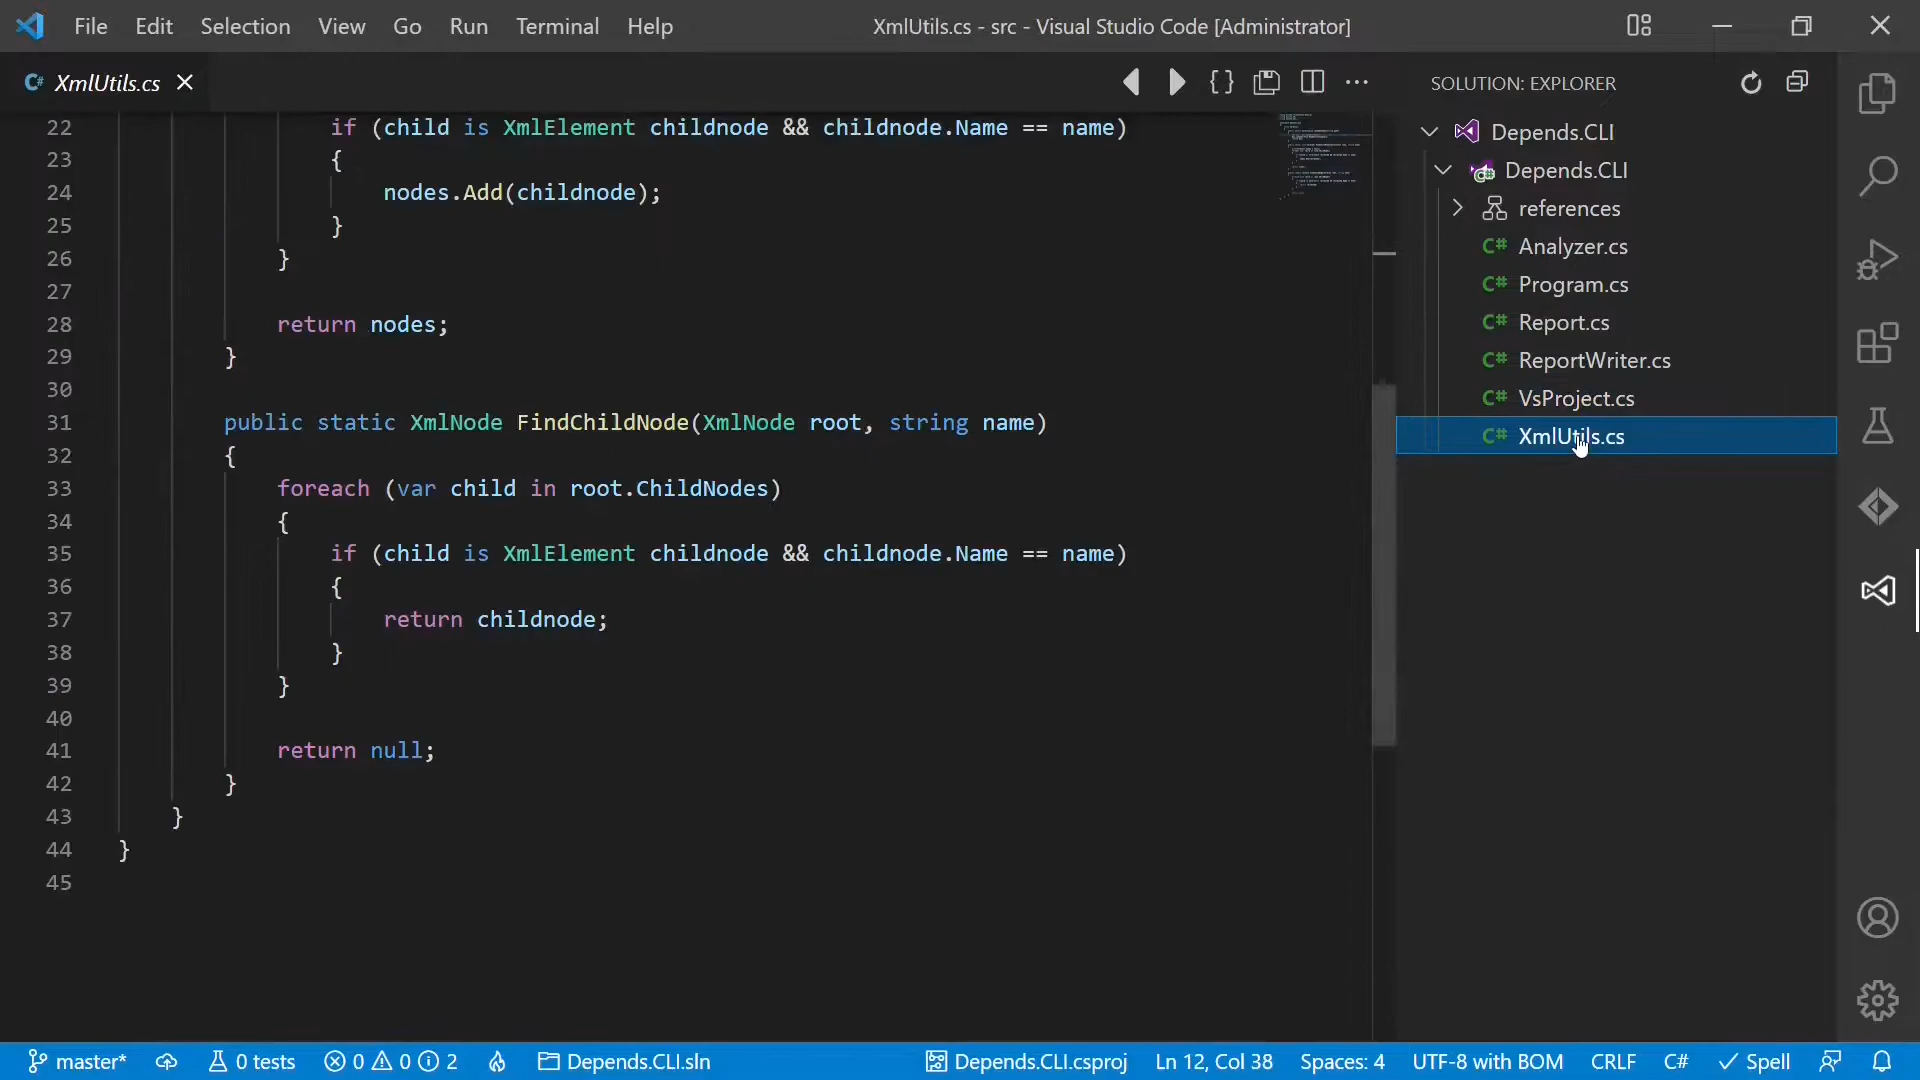 File Edit Selection View Go Run Terminal Help
XmlUtils.cs - src - Visual Studio Code [Administrator]
C# XmlUtils.cs
22 if (child is XmlElement childnode && childnode.Name == name)
23 {
24 nodes.Add(childnode);
25 }
26 }
27
28 return nodes;
29 }
30
31 public static XmlNode FindChildNode(XmlNode root, string name)
32 {
33 foreach (var child in root.ChildNodes)
34 {
35 if (child is XmlElement childnode && childnode.Name == name)
36 {
37 return childnode;
38 }
39 }
40
41 return null;
42 }
43 }
44 }
45
SOLUTION: EXPLORER
Depends.CLI
Depends.CLI
references
C# Analyzer.cs
C# Program.cs
C# Report.cs
C# ReportWriter.cs
C# VsProject.cs
C# XmlUtils.cs
master* 0 tests 0 0 2 Depends.CLI.sln Depends.CLI.csproj Ln 12, Col 38 Spaces: 4 UTF-8 with BOM CRLF C# Spell